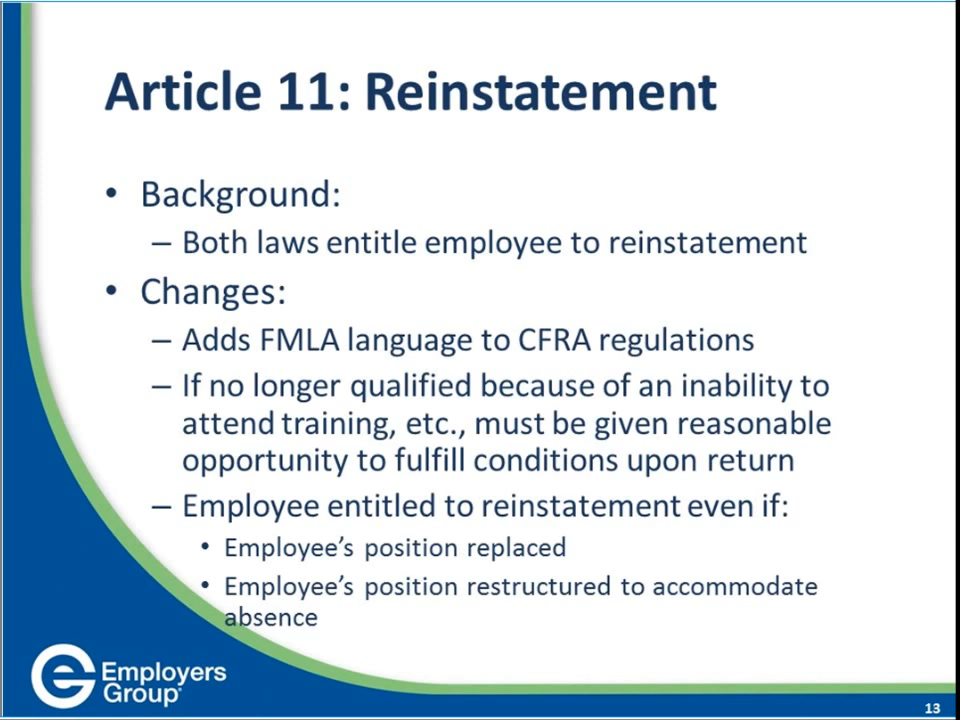 Article 11: Reinstatement
• Background:
– Both laws entitle employee to reinstatement
• Changes:
– Adds FMLA language to CFRA regulations
– If no longer qualified because of an inability to
attend training, etc., must be given reasonable
opportunity to fulfill conditions upon return
– Employee entitled to reinstatement even if:
• Employee’s position replaced
• Employee’s position restructured to accommodate
absence
Employers
Group
13